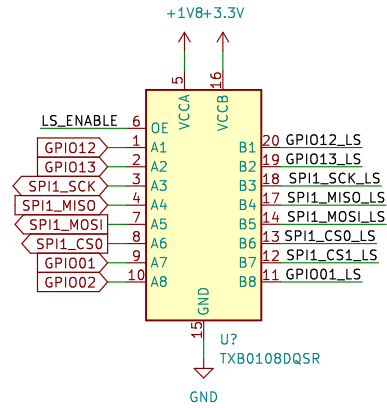 +1V8 +3.3V
5 16
VCCA VCCB
LS_ENABLE 6 OE
GPIO12 1 A1 B1 20 GPIO12_LS
GPIO13 2 A2 B2 19 GPIO13_LS
SPI1_SCK 3 A3 B3 18 SPI1_SCK_LS
SPI1_MISO 4 A4 B4 17 SPI1_MISO_LS
SPI1_MOSI 7 A5 B5 14 SPI1_MOSI_LS
SPI1_CS0 8 A6 B6 13 SPI1_CS0_LS
GPIO01 9 A7 B7 12 SPI1_CS1_LS
GPIO02 10 A8 B8 11 GPIO01_LS
GND
15
U?
TXB0108DQSR
GND